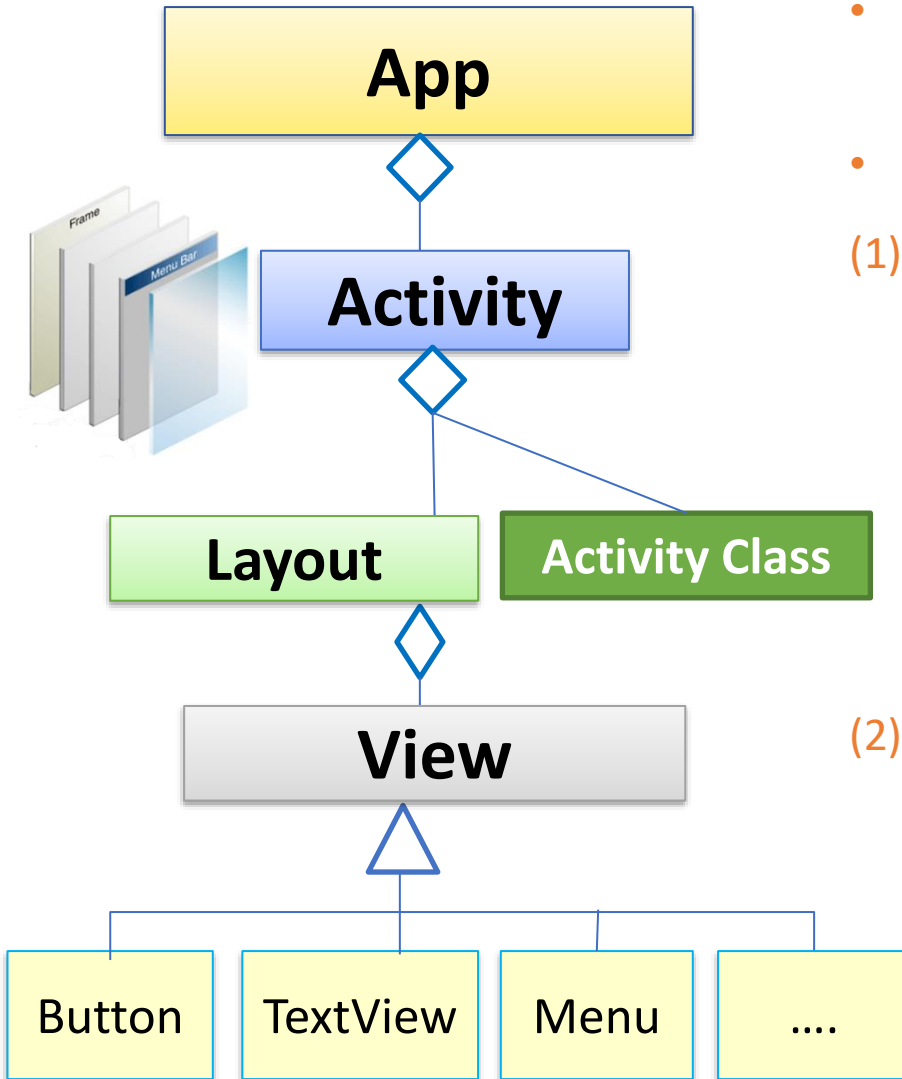 •
App
•
Frame
Menu Bar
(1)
Activity
Layout
Activity Class
View
(2)
Button
TextView
Menu
....